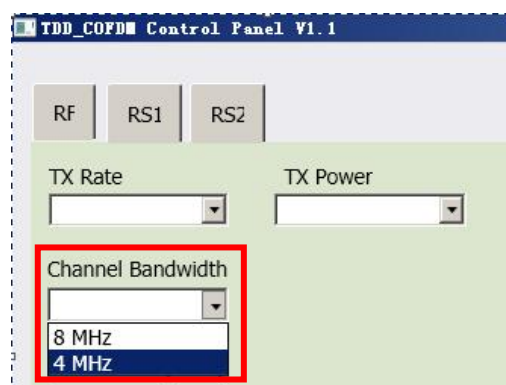 TDD_COFDM Control Panel V1.1
RF RS1 RS2
TX Rate TX Power
Channel Bandwidth
8 MHz
4 MHz